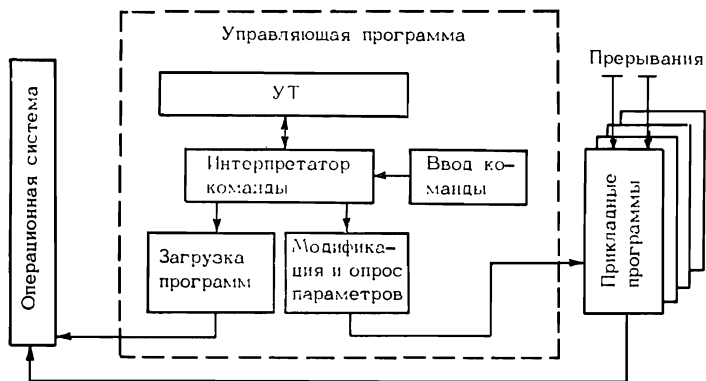 Управляющая программа
Прерывания
УТ
Операционная система
Интерпретатор
команды
Ввод ко-
манды
Загрузка
программ
Модифика-
ция и опрос
параметров
Прикладные
программы